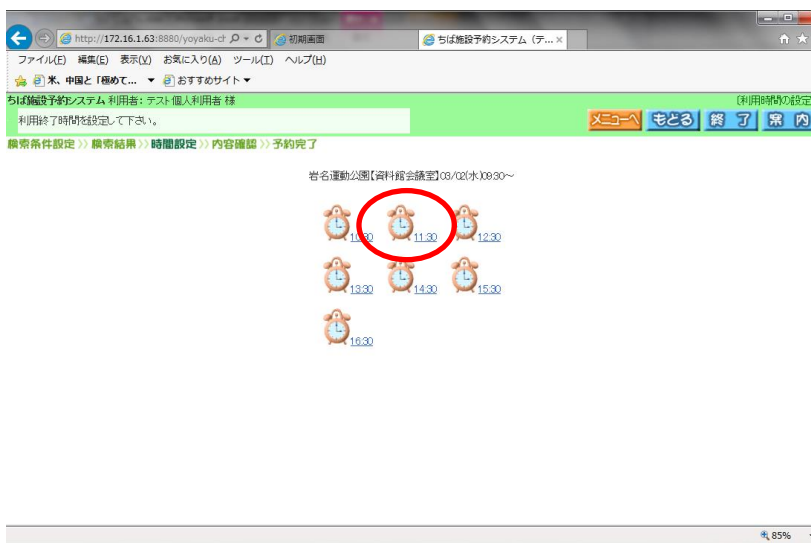 http://172.16.1.63:8880/yoyaku-ch
初期画面
ちば施設予約システム (テ...
ファイル(F) 編集(E) 表示(V) お気に入り(A) ツール(T) ヘルプ(H)
米、中国と「極めて... おすすめサイト
ちば施設予約システム 利用者: テスト個人利用者 様
(利用時間の設定
利用終了時間を設定して下さい。
メニューへ もどる 終 了 案 内
検索条件設定 >> 検索結果 >> 時間設定 >> 内容確認 >> 予約完了
岩名運動公園【資料館会議室】03/02(水)09:30〜
10:30 11:30 12:30
13:30 14:30 15:30
16:30
85%